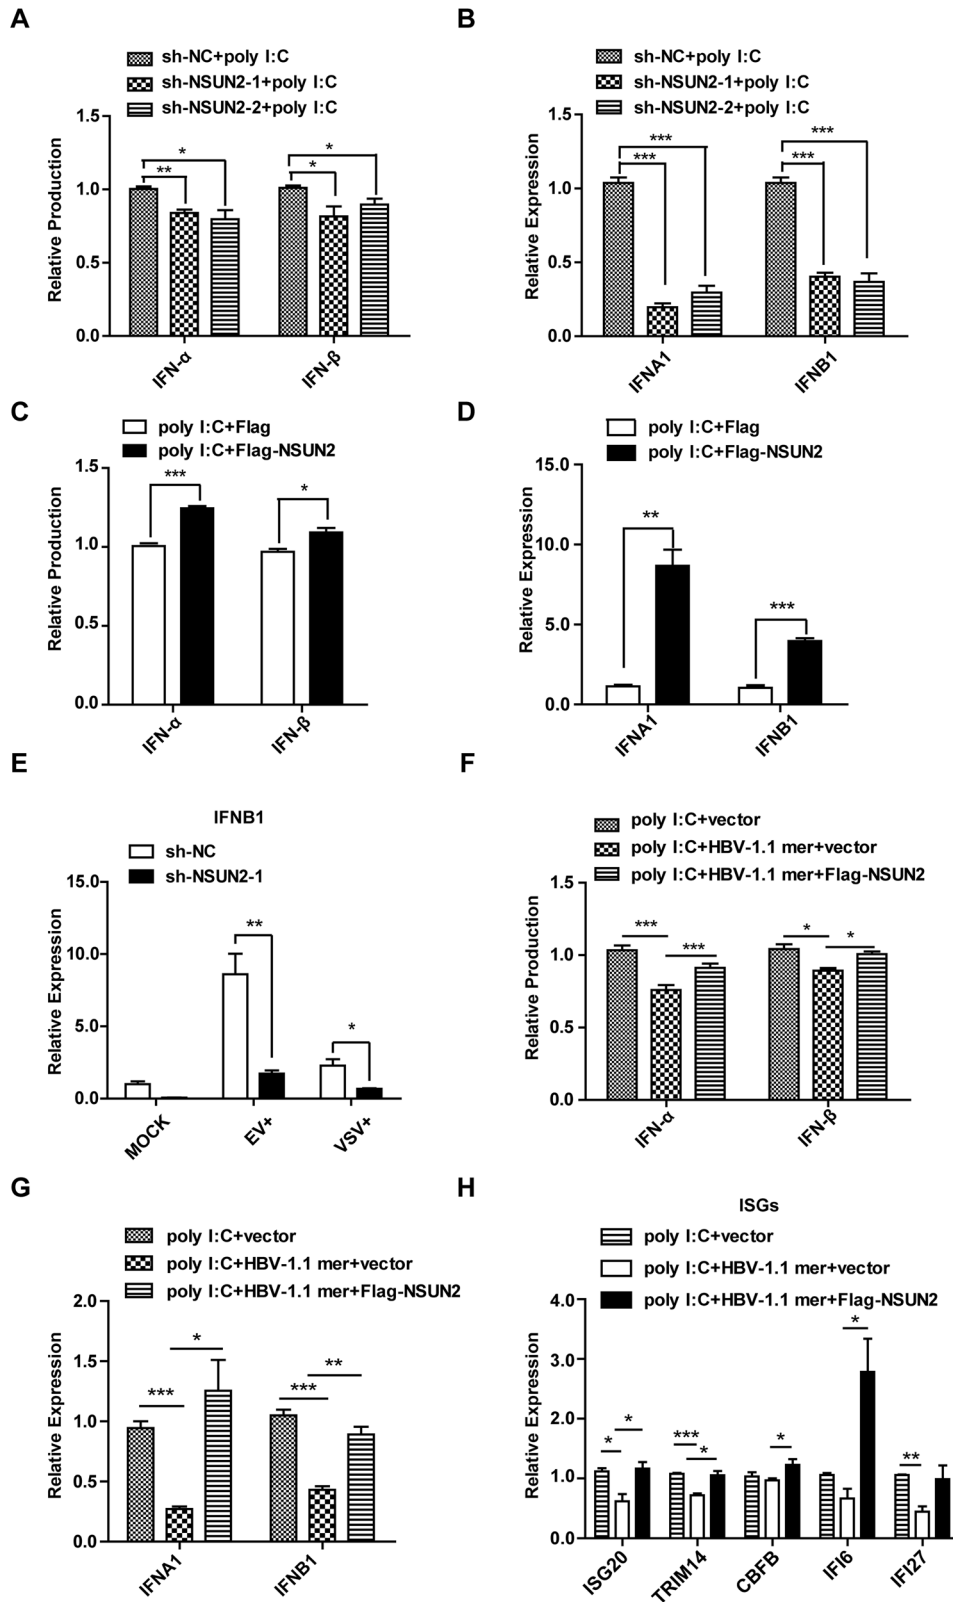 A
sh-NC+poly I:C
sh-NSUN2-1+poly I:C
sh-NSUN2-2+poly I:C
Relative Production
1.5
1.0
0.5
0.0
*
**
*
*
IFN-α
IFN-β
B
sh-NC+poly I:C
sh-NSUN2-1+poly I:C
sh-NSUN2-2+poly I:C
Relative Expression
1.5
1.0
0.5
0.0
***
***
***
***
IFNA1
IFNB1
C
poly I:C+Flag
poly I:C+Flag-NSUN2
Relative Production
1.5
1.0
0.5
0.0
***
*
IFN-α
IFN-β
D
poly I:C+Flag
poly I:C+Flag-NSUN2
Relative Expression
15.0
10.0
5.0
0.0
**
***
IFNA1
IFNB1
E
IFNB1
sh-NC
sh-NSUN2-1
Relative Expression
15.0
10.0
5.0
0.0
**
*
MOCK
EV+
VSV+
F
poly I:C+vector
poly I:C+HBV-1.1 mer+vector
poly I:C+HBV-1.1 mer+Flag-NSUN2
Relative Production
1.5
1.0
0.5
0.0
***
***
*
*
IFN-α
IFN-β
G
poly I:C+vector
poly I:C+HBV-1.1 mer+vector
poly I:C+HBV-1.1 mer+Flag-NSUN2
Relative Expression
2.0
1.5
1.0
0.5
0.0
***
*
***
**
IFNA1
IFNB1
H
ISGs
poly I:C+vector
poly I:C+HBV-1.1 mer+vector
poly I:C+HBV-1.1 mer+Flag-NSUN2
Relative Expression
4.0
3.0
2.0
1.0
0.0
*
*
***
*
*
*
**
ISG20
TRIM14
CBFB
IFI6
IFI27